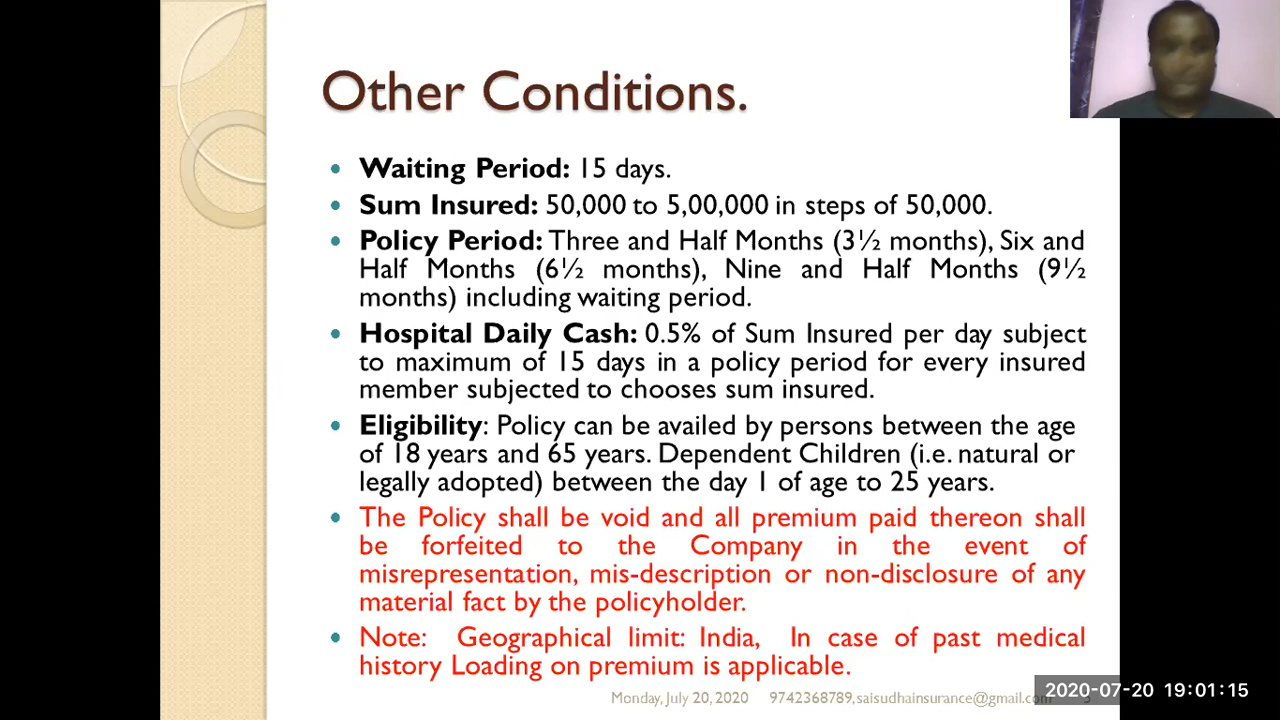 Other Conditions.
• Waiting Period: 15 days.
• Sum Insured: 50,000 to 5,00,000 in steps of 50,000.
• Policy Period: Three and Half Months (3½ months), Six and
Half Months (6½ months), Nine and Half Months (9½
months) including waiting period.
• Hospital Daily Cash: 0.5% of Sum Insured per day subject
to maximum of 15 days in a policy period for every insured
member subjected to chooses sum insured.
• Eligibility: Policy can be availed by persons between the age
of 18 years and 65 years. Dependent Children (i.e. natural or
legally adopted) between the day 1 of age to 25 years.
• The Policy shall be void and all premium paid thereon shall
be forfeited to the Company in the event of
misrepresentation, mis-description or non-disclosure of any
material fact by the policyholder.
• Note: Geographical limit: India, In case of past medical
history Loading on premium is applicable.
Monday, July 20, 2020 9742368789,saisudhainsurance@gmail.com
2020-07-20 19:01:15